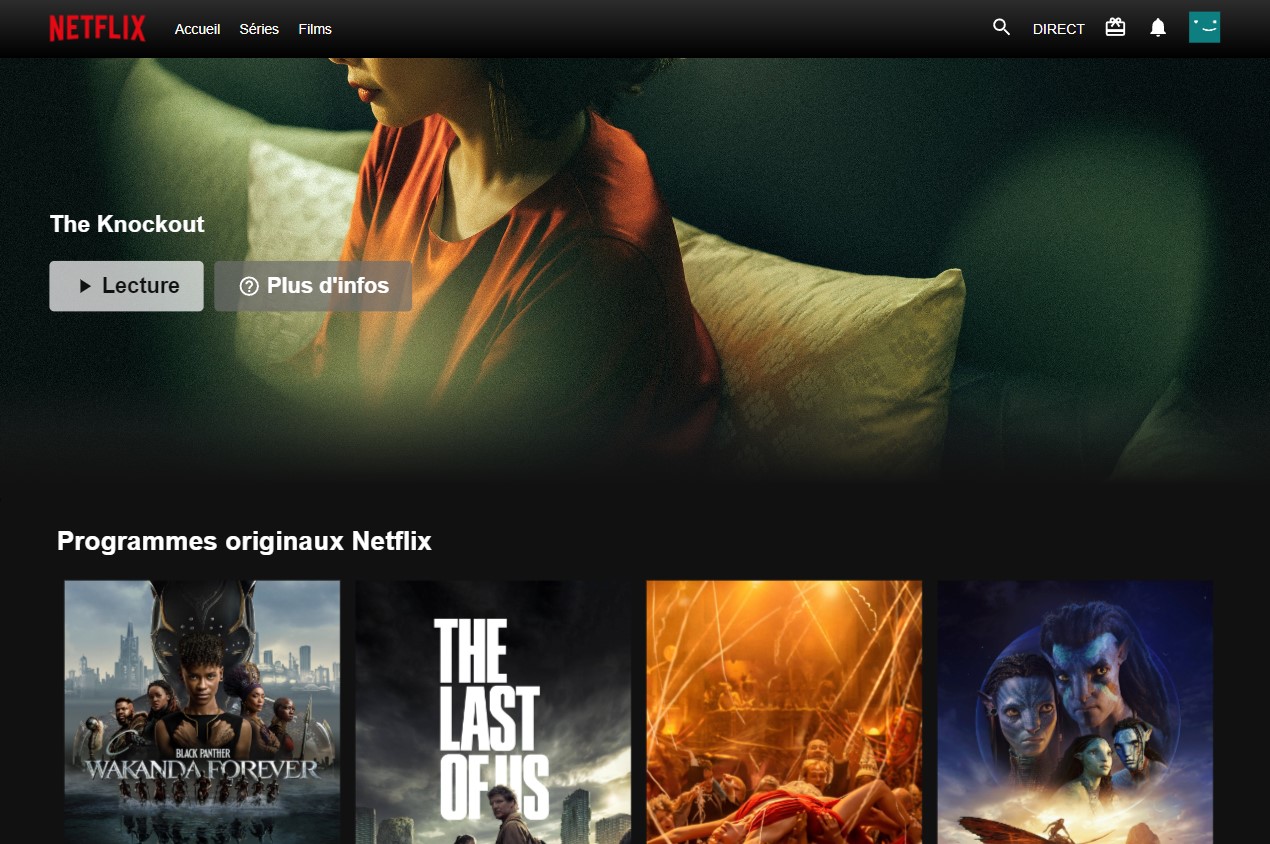 NETFLIX Accueil Séries Films DIRECT
The Knockout
Lecture Plus d'infos
Programmes originaux Netflix
BLACK PANTHER
WAKANDA FOREVER
THE
LAST
OF US